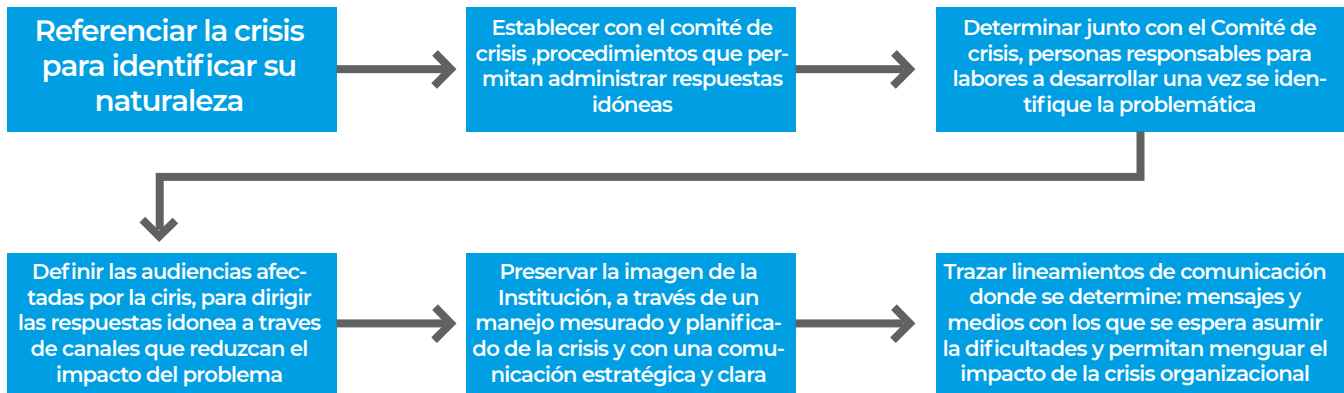 Referenciar la crisis
para identificar su
naturaleza
Establecer con el comité de
crisis ,procedimientos que per-
mitan administrar respuestas
idóneas
Determinar junto con el Comité de
crisis, personas responsables para
labores a desarrollar una vez se iden-
tifique la problemática
Definir las audiencias afec-
tadas por la ciris, para dirigir
las respuestas idonea a traves
de canales que reduzcan el
impacto del problema
Preservar la imagen de la
Institución, a través de un
manejo mesurado y planifica-
do de la crisis y con una comu-
nicación estratégica y clara
Trazar lineamientos de comunicación
donde se determine: mensajes y
medios con los que se espera asumir
la dificultades y permitan menguar el
impacto de la crisis organizacional